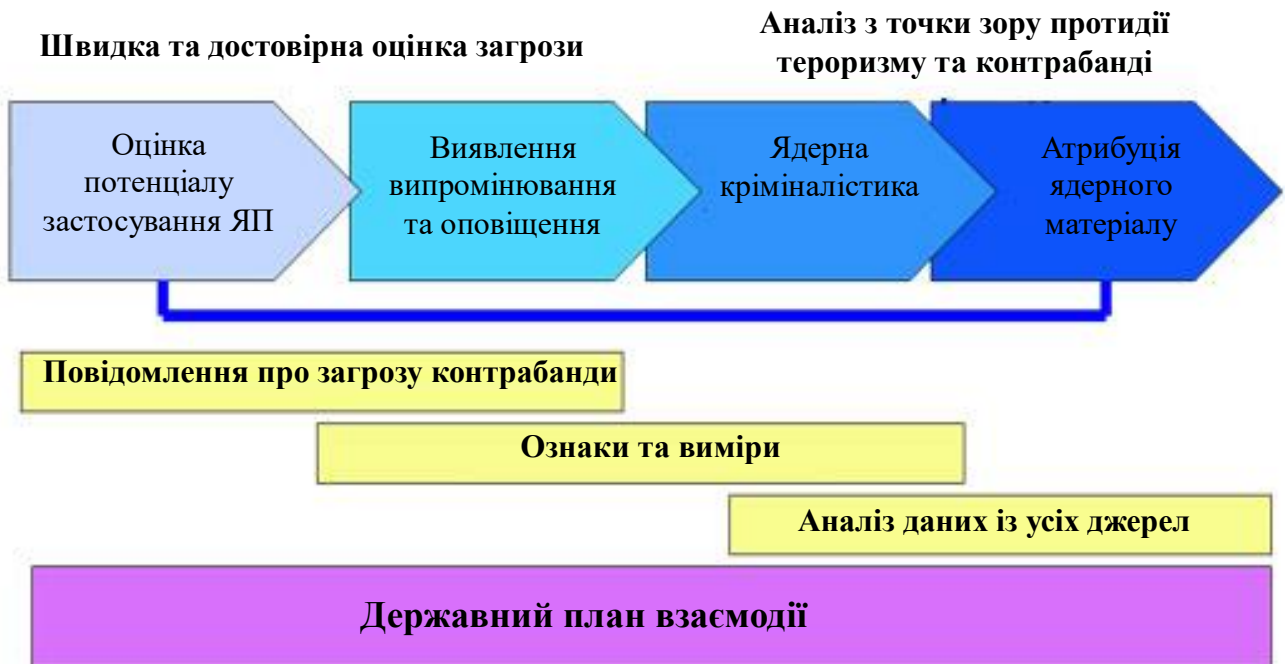 Швидка та достовірна оцінка загрози
Аналіз з точки зору протидії
тероризму та контрабанді
Оцінка
потенціалу
застосування ЯП
Виявлення
випромінювання
та оповіщення
Ядерна
криміналістика
Атрибуція
ядерного
матеріалу
Повідомлення про загрозу контрабанди
Ознаки та виміри
Аналіз даних із усіх джерел
Державний план взаємодії